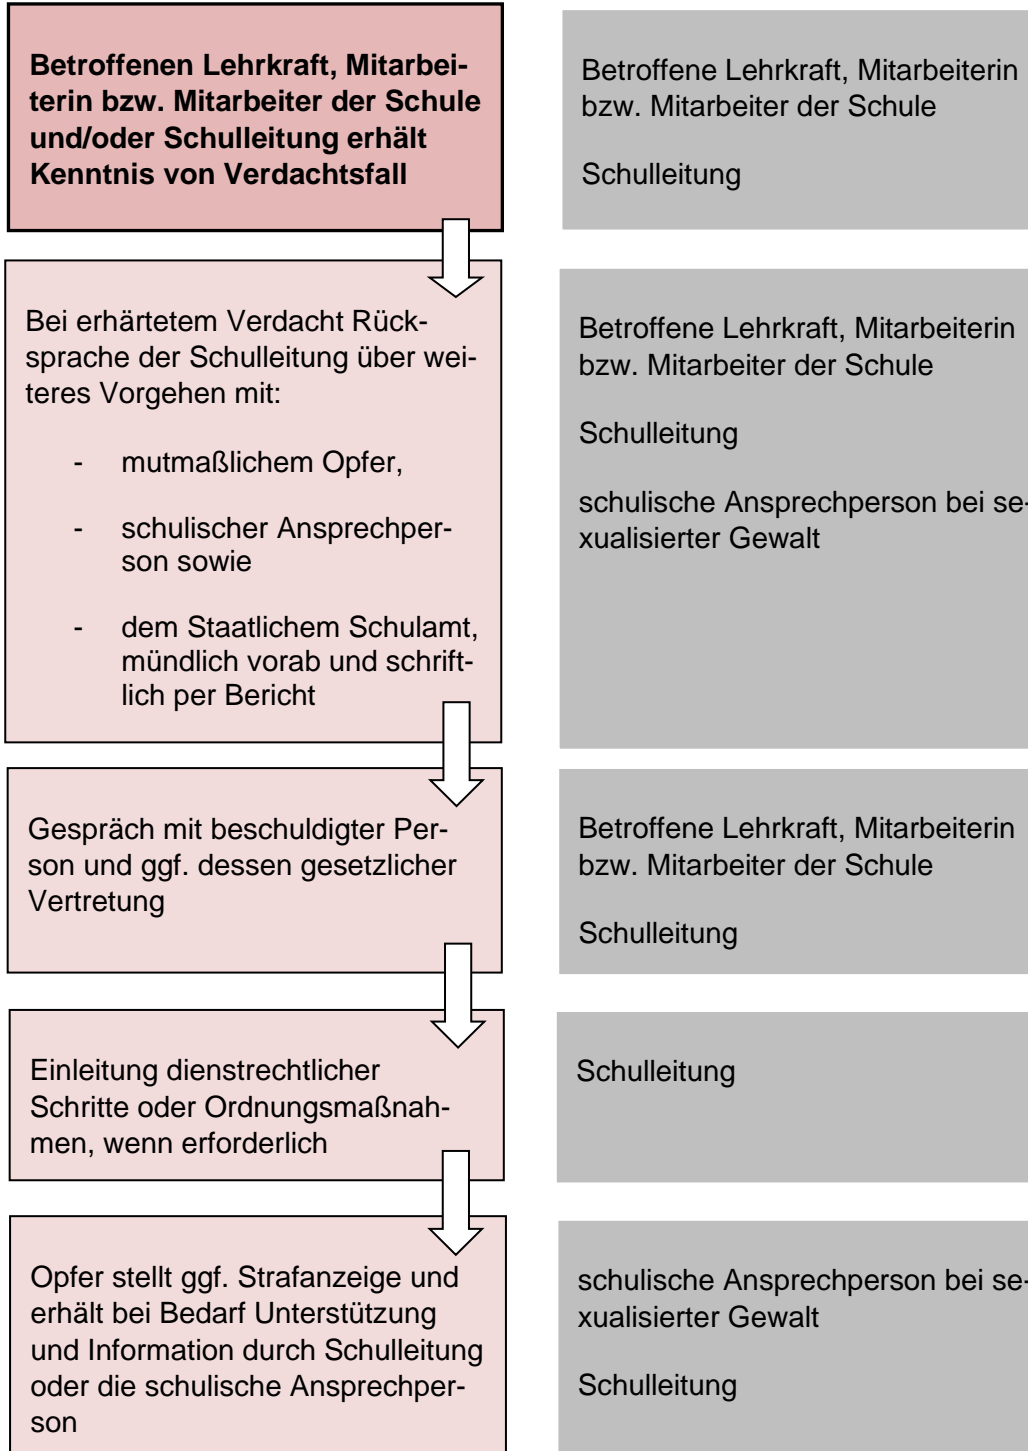 Betroffenen Lehrkraft, Mitarbei-
terin bzw. Mitarbeiter der Schule
und/oder Schulleitung erhält
Kenntnis von Verdachtsfall
Betroffene Lehrkraft, Mitarbeiterin
bzw. Mitarbeiter der Schule
Schulleitung
Bei erhärtetem Verdacht Rück-
sprache der Schulleitung über wei-
teres Vorgehen mit:
- mutmaßlichem Opfer,
- schulischer Ansprechper-
son sowie
- dem Staatlichem Schulamt,
mündlich vorab und schrift-
lich per Bericht
Betroffene Lehrkraft, Mitarbeiterin
bzw. Mitarbeiter der Schule
Schulleitung
schulische Ansprechperson bei se-
xualisierter Gewalt
Gespräch mit beschuldigter Per-
son und ggf. dessen gesetzlicher
Vertretung
Betroffene Lehrkraft, Mitarbeiterin
bzw. Mitarbeiter der Schule
Schulleitung
Einleitung dienstrechtlicher
Schritte oder Ordnungsmaßnah-
men, wenn erforderlich
Schulleitung
Opfer stellt ggf. Strafanzeige und
erhält bei Bedarf Unterstützung
und Information durch Schulleitung
oder die schulische Ansprechper-
son
schulische Ansprechperson bei se-
xualisierter Gewalt
Schulleitung